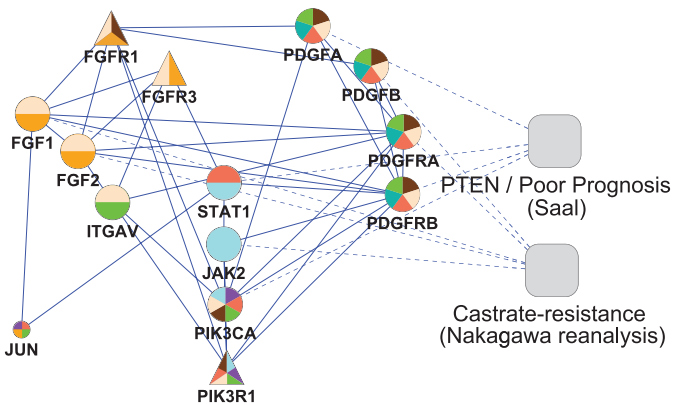 FGFR1
PDGFA
FGFR3
PDGFB
FGF1
FGF2
PDGFRA
PTEN / Poor Prognosis
(Saal)
STAT1
PDGFRB
ITGAV
JAK2
Castrate-resistance
(Nakagawa reanalysis)
PIK3CA
JUN
PIK3R1